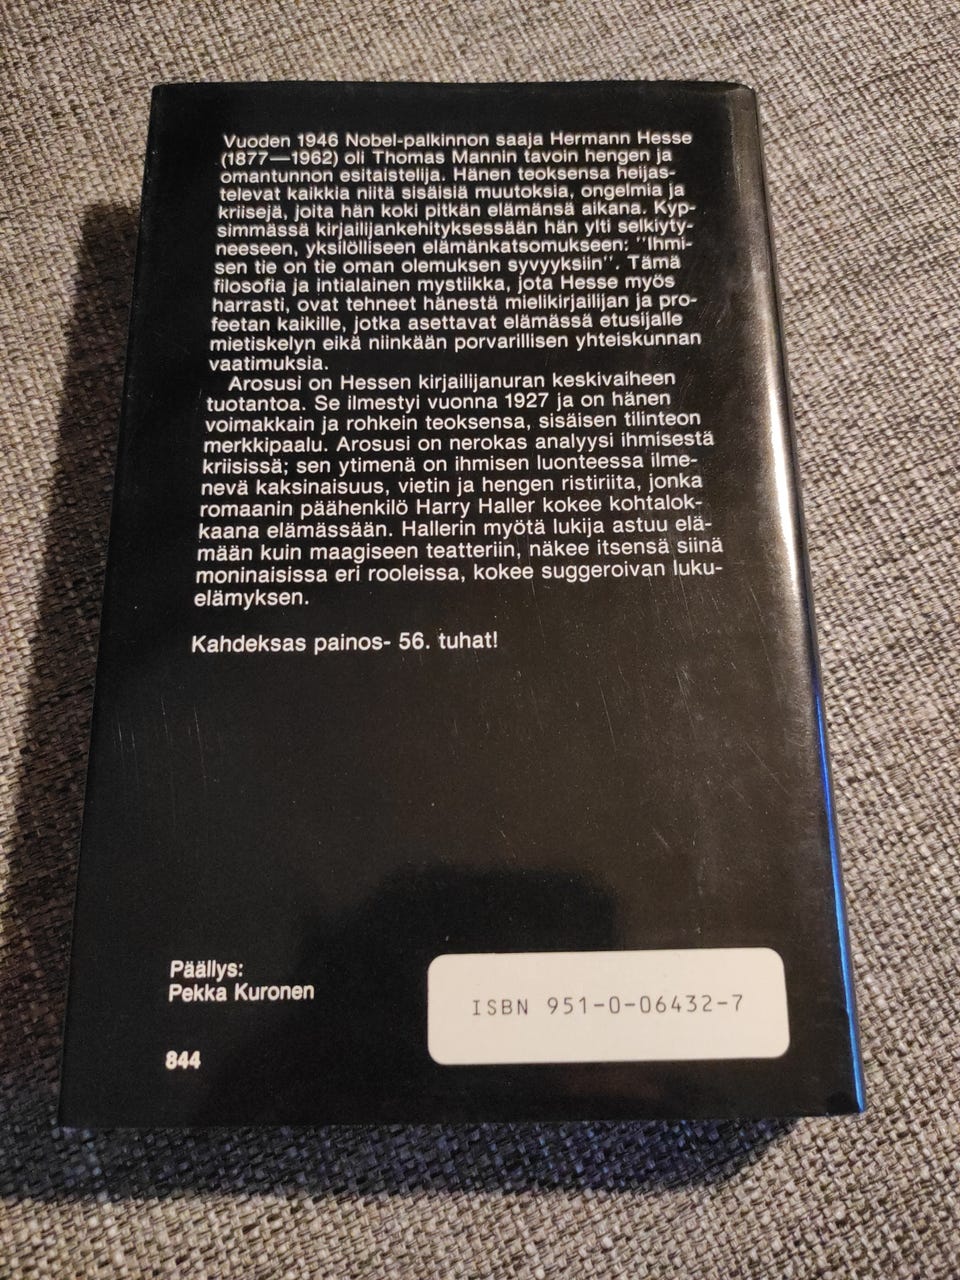 Vuoden 1946 Nobel-palkinnon saaja Hermann Hesse
(1877—1962) oli Thomas Mannin tavoin hengen ja
omantunnon esitaistelija. Hänen teoksensa heijas-
televat kaikkia niitä sisäisiä muutoksia, ongelmia ja
kriisejä, joita hän koki pitkän elämänsä aikana. Kyp-
simmässä kirjailijankehityksessään hän ylti selkiyty-
neeseen, yksilölliseen elämänkatsomukseen: "Ihmi-
sen tie on tie oman olemuksen syvyyksiin". Tämä
filosofia ja intialainen mystiikka, jota Hesse myös
harrasti, ovat tehneet hänestä mielikirjailijan ja pro-
feetan kaikille, jotka asettavat elämässä etusijalle
mietiskelyn eikä niinkään porvarillisen yhteiskunnan
vaatimuksia.
Arosusi on Hessen kirjailijanuran keskivaiheen
tuotantoa. Se ilmestyi vuonna 1927 ja on hänen
voimakkain ja rohkein teoksensa, sisäisen tilinteon
merkkipaalu. Arosusi on nerokas analyysi ihmisestä
kriisissä; sen ytimenä on ihmisen luonteessa ilme-
nevä kaksinaisuus, vietin ja hengen ristiriita, jonka
romaanin päähenkilö Harry Haller kokee kohtalok-
kaana elämässään. Hallerin myötä lukija astuu elä-
mään kuin maagiseen teatteriin, näkee itsensä siinä
moninaisissa eri rooleissa, kokee suggeroivan luku-
elämyksen.
Kahdeksas painos- 56. tuhat!
Päällys:
Pekka Kuronen
844
ISBN 951-0-06432-7